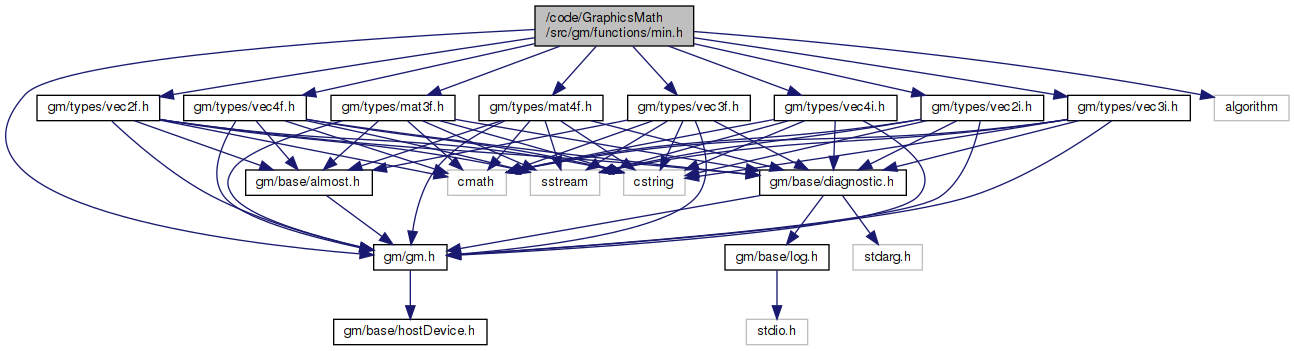 /code/GraphicsMath
/src/gm/functions/min.h
gm/types/vec2f.h
gm/types/vec4f.h
gm/types/mat3f.h
gm/types/mat4f.h
gm/types/vec3f.h
gm/types/vec4i.h
gm/types/vec2i.h
gm/types/vec3i.h
algorithm
gm/base/almost.h
cmath
sstream
cstring
gm/base/diagnostic.h
gm/gm.h
gm/base/log.h
stdarg.h
gm/base/hostDevice.h
stdio.h